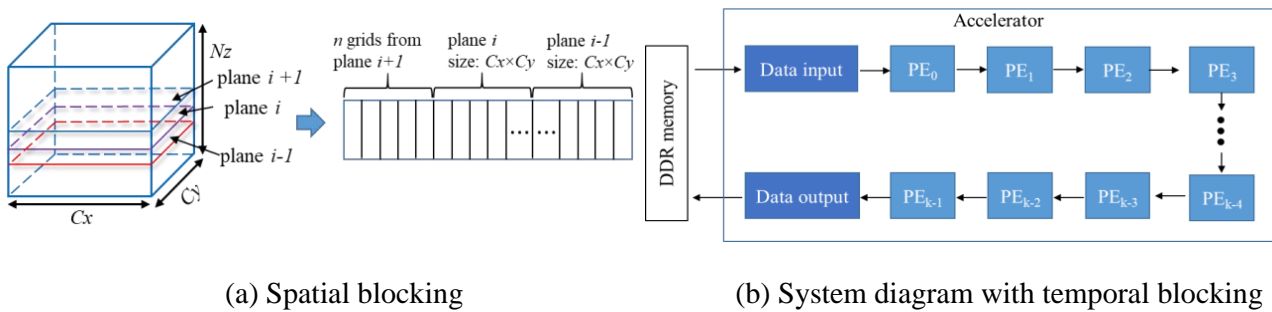 Nz
plane i +1
plane i
plane i-1
Cy
Cx
n grids from
plane i+1
plane i
size: Cx×Cy
plane i-1
size: Cx×Cy
... ...
DDR memory
Accelerator
Data input
PE0
PE1
PE2
PE3
Data output
PEk-1
PEk-2
PEk-3
PEk-4
(a) Spatial blocking
(b) System diagram with temporal blocking